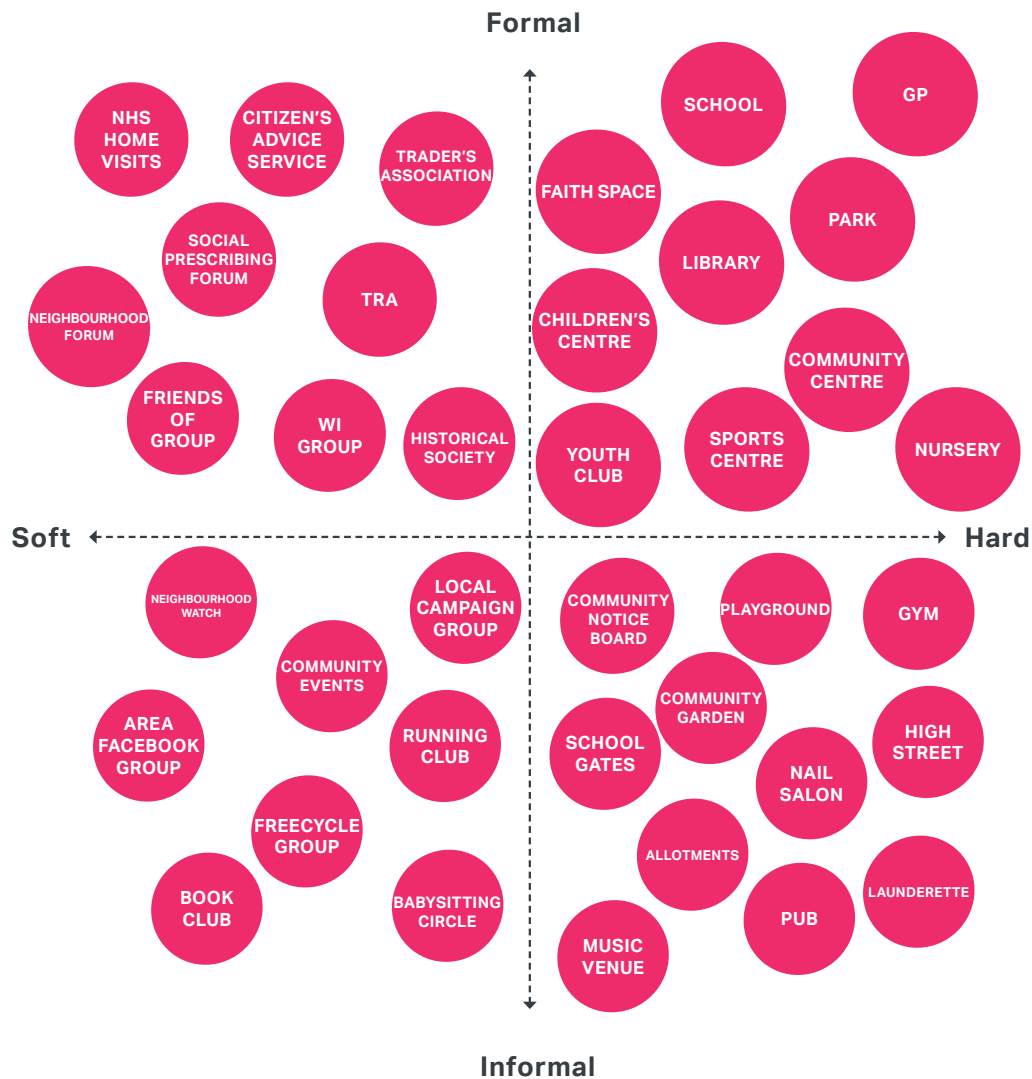 Formal
NHS
HOME
VISITS
CITIZEN'S
ADVICE
SERVICE
TRADER'S
ASSOCIATION
SOCIAL
PRESCRIBING
FORUM
TRA
NEIGHBOURHOOD
FORUM
FRIENDS
OF
GROUP
WI
GROUP
HISTORICAL
SOCIETY
SCHOOL
GP
FAITH SPACE
LIBRARY
PARK
CHILDREN'S
CENTRE
COMMUNITY
CENTRE
YOUTH
CLUB
SPORTS
CENTRE
NURSERY
Soft
Hard
NEIGHBOURHOOD
WATCH
LOCAL
CAMPAIGN
GROUP
COMMUNITY
EVENTS
AREA
FACEBOOK
GROUP
RUNNING
CLUB
FREECYCLE
GROUP
BOOK
CLUB
BABYSITTING
CIRCLE
COMMUNITY
NOTICE
BOARD
PLAYGROUND
GYM
COMMUNITY
GARDEN
SCHOOL
GATES
HIGH
STREET
NAIL
SALON
ALLOTMENTS
LAUNDERETTE
PUB
MUSIC
VENUE
Informal